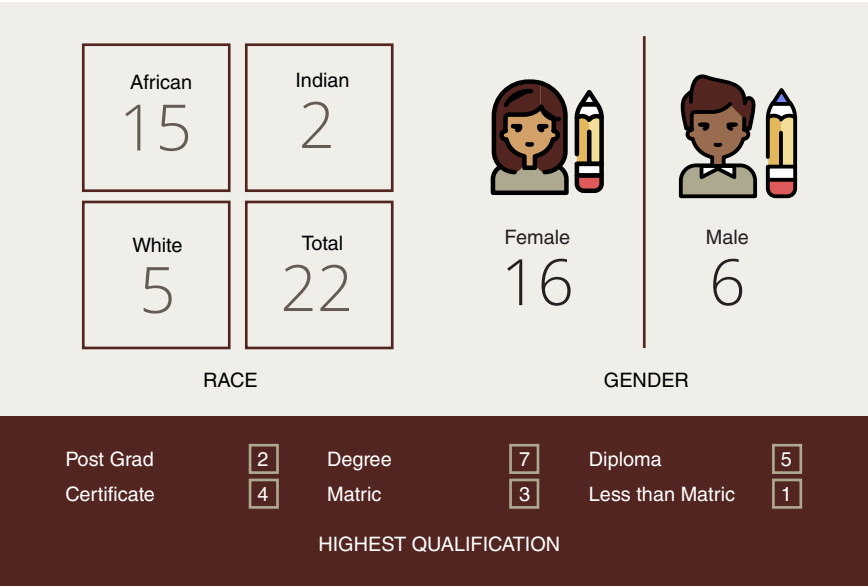 African
15
Indian
2
White
5
Total
22
RACE
Female
16
Male
6
GENDER
Post Grad 2 Degree 7 Diploma 5
Certificate 4 Matric 3 Less than Matric 1
HIGHEST QUALIFICATION